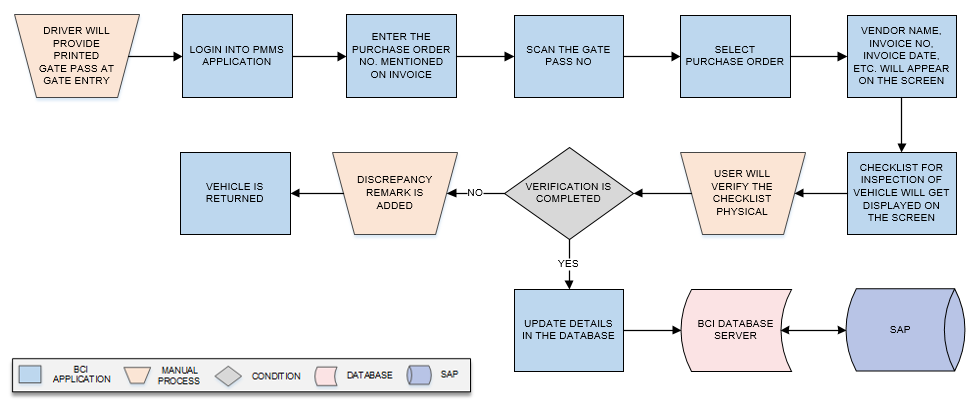 DRIVER WILL
PROVIDE
PRINTED
GATE PASS AT
GATE ENTRY
LOGIN INTO PMMS
APPLICATION
ENTER THE
PURCHASE ORDER
NO. MENTIONED
ON INVOICE
SCAN THE GATE
PASS NO
SELECT
PURCHASE ORDER
VENDOR NAME,
INVOICE NO,
INVOICE DATE,
ETC. WILL APPEAR
ON THE SCREEN
CHECKLIST FOR
INSPECTION OF
VEHICLE WILL GET
DISPLAYED ON
THE SCREEN
USER WILL
VERIFY THE
CHECKLIST
PHYSICAL
VERIFICATION IS
COMPLETED
NO
DISCREPANCY
REMARK IS
ADDED
VEHICLE IS
RETURNED
YES
UPDATE DETAILS
IN THE DATABASE
BCI DATABASE
SERVER
SAP
BCI
APPLICATION
MANUAL
PROCESS
CONDITION
DATABASE
SAP